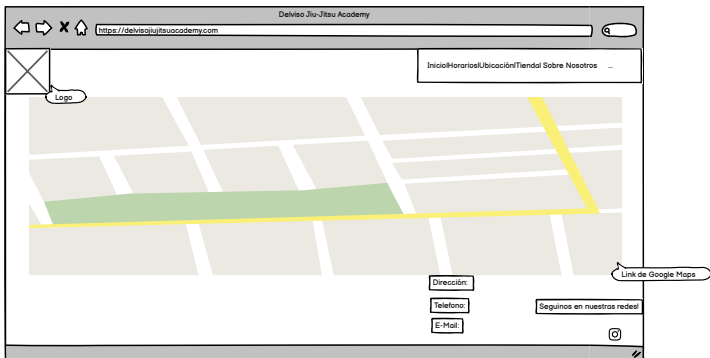 Delviso Jiu-Jitsu Academy
https://delvisojiujitsuacademy.com
Inicio|Horarios|Ubicación|Tienda| Sobre Nosotros ...
Logo
Link de Google Maps
Dirección:
Telefono:
Seguinos en nuestras redes!
E-Mail: